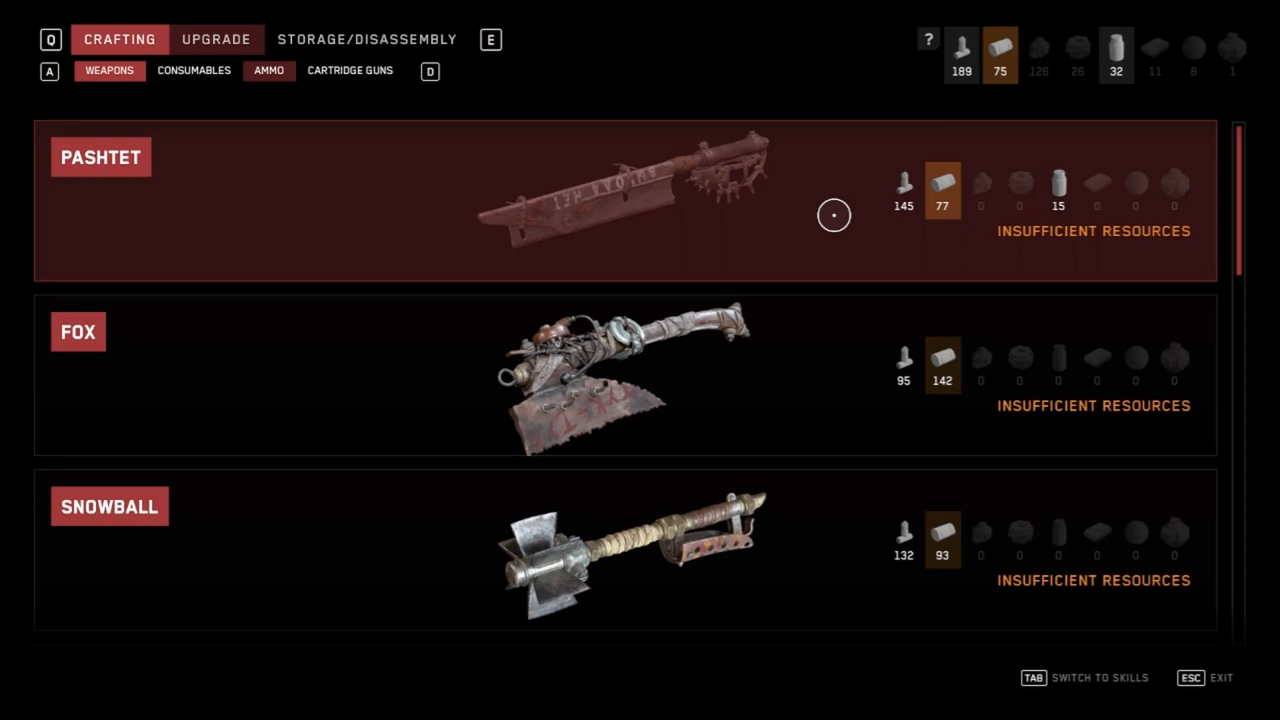 Q CRAFTING UPGRADE STORAGE/DISASSEMBLY E
A WEAPONS CONSUMABLES AMMO CARTRIDGE GUNS D
?
189 75 126 26 32 11 8 1
PASHTET
145 77 0 0 15 0 0 0
INSUFFICIENT RESOURCES
FOX
95 142 0 0 0 0 0 0
INSUFFICIENT RESOURCES
SNOWBALL
132 93 0 0 0 0 0 0
INSUFFICIENT RESOURCES
TAB SWITCH TO SKILLS ESC EXIT